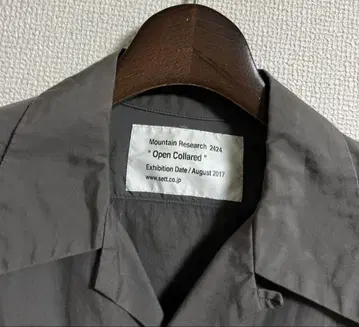 Mountain Research 2424
" Open Collared "
Exhibition Date / August 2017
www.sett.co.jp